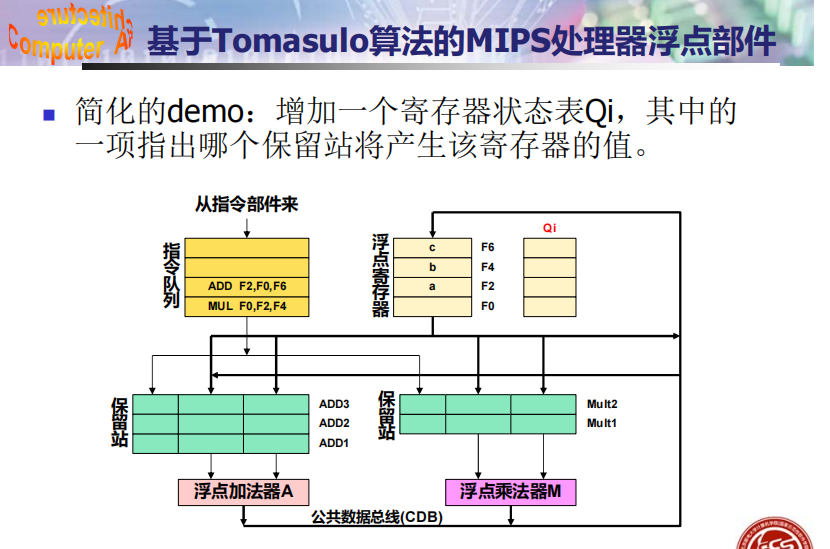 Architecture
Computer
基于Tomasulo算法的MIPS处理器浮点部件
简化的demo：增加一个寄存器状态表Qi，其中的
一项指出哪个保留站将产生该寄存器的值。
从指令部件来
指令队列
ADD F2,F0,F6
MUL F0,F2,F4
浮点寄存器
c
b
a
F6
F4
F2
F0
Qi
保留站
ADD3
ADD2
ADD1
保留站
Mult2
Mult1
浮点加法器A
浮点乘法器M
公共数据总线(CDB)